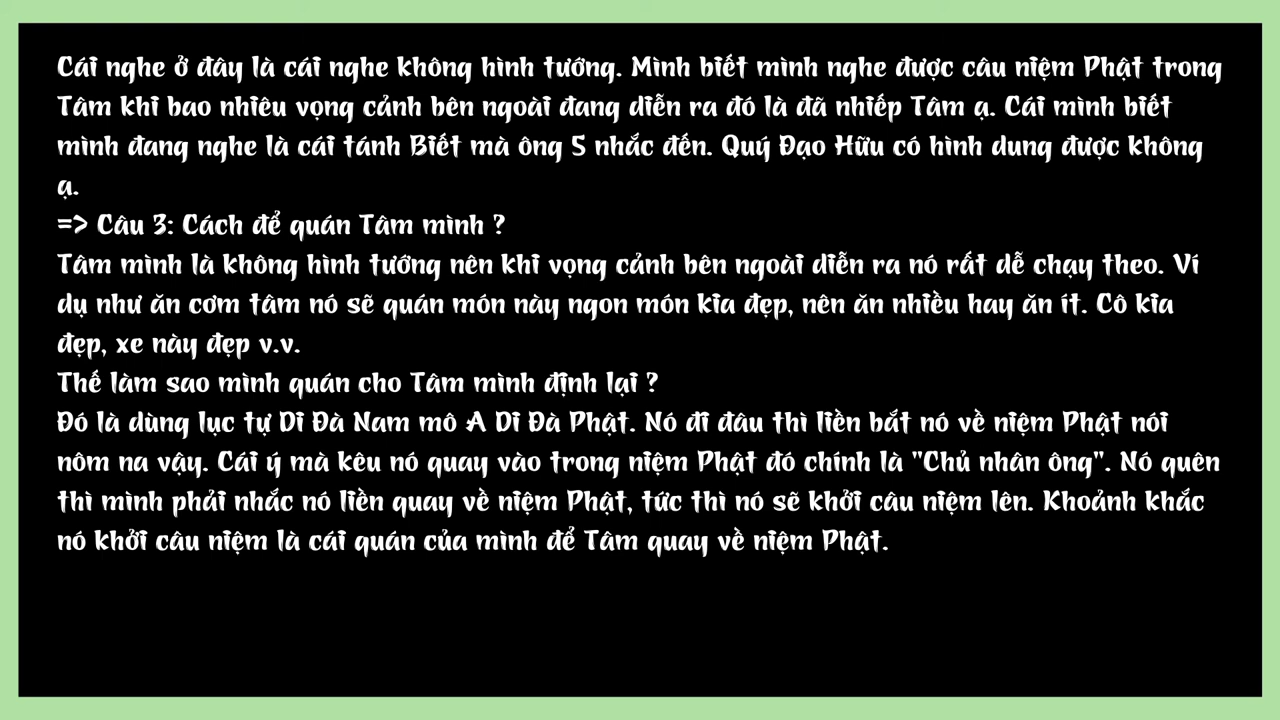 Cái nghe ở đây là cái nghe không hình tướng. Mình biết mình nghe được câu niệm Phật trong
Tâm khi bao nhiêu vọng cảnh bên ngoài đang diễn ra đó là đã nhiếp Tâm ạ. Cái mình biết
mình đang nghe là cái tánh Biết mà ông 5 nhắc đến. Quý Đạo Hữu có hình dung được không
ạ.
=> Câu 3: Cách để quán Tâm mình ?
Tâm mình là không hình tướng nên khi vọng cảnh bên ngoài diễn ra nó rất dễ chạy theo. Ví
dụ như ăn cơm tâm nó sẽ quán món này ngon món kia đẹp, nên ăn nhiều hay ăn ít. Cô kia
đẹp, xe này đẹp v.v.
Thế làm sao mình quán cho Tâm mình định lại ?
Đó là dùng lục tự Di Đà Nam mô A Di Đà Phật. Nó đi đâu thì liền bắt nó về niệm Phật nói
nôm na vậy. Cái ý mà kêu nó quay vào trong niệm Phật đó chính là "Chủ nhân ông". Nó quên
thì mình phải nhắc nó liền quay về niệm Phật, tức thì nó sẽ khởi câu niệm lên. Khoảnh khắc
nó khởi câu niệm là cái quán của mình để Tâm quay về niệm Phật.